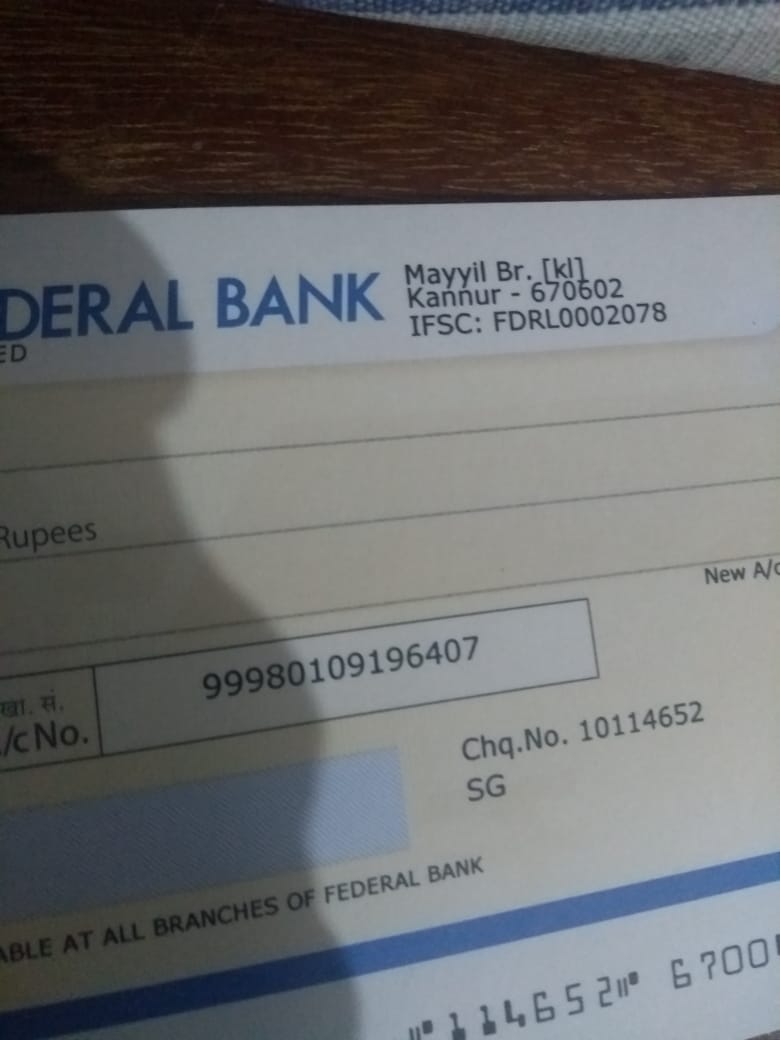 DERAL BANK
ED
Mayyil Br. [kl]
Kannur - 670602
IFSC: FDRL0002078
Rupees
New A/c
खा. सं.
/c No.
99980109196407
Chq.No. 10114652
SG
ABLE AT ALL BRANCHES OF FEDERAL BANK
⑈114652⑈ 6700